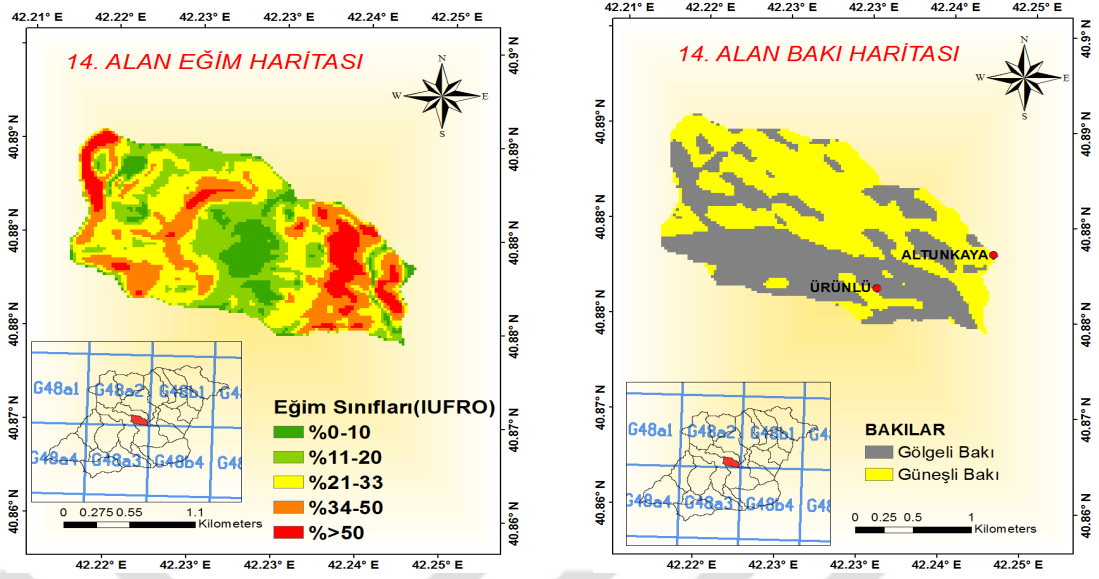 42.21° E 42.22° E 42.23° E 42.24° E 42.25° E
14. ALAN EĞİM HARİTASI
N
W E
S
40.9° N
40.89° N
40.89° N
40.88° N
40.88° N
40.88° N
40.88° N
40.87° N
40.87° N
40.86° N
40.86° N
G48a1 G48a2 G48b1 G48
G48a4 G48a3 G48b4 G48
Eğim Sınıfları(IUFRO)
%0-10
%11-20
%21-33
%34-50
%>50
0 0.275 0.55 1.1
Kilometers
42.22° E 42.22° E 42.23° E 42.24° E 42.25° E
42.21° E 42.22° E 42.23° E 42.24° E 42.25° E
14. ALAN BAKI HARİTASI
N
W E
S
40.9° N
40.89° N
40.89° N
40.88° N
40.88° N
40.88° N
40.88° N
40.87° N
40.87° N
40.86° N
40.86° N
ALTUNKAYA
ÜRÜNLÜ
G48a1 G48a2 G48b1 G48
G48a4 G48a3 G48b4 G48
BAKILAR
Gölgeli Bakı
Güneşli Bakı
0 0.25 0.5 1
Kilometers
42.22° E 42.22° E 42.23° E 42.24° E 42.25° E